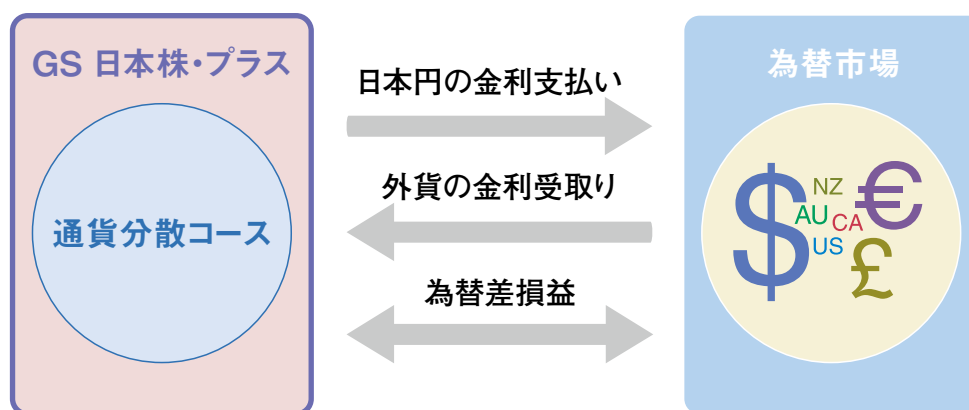 GS 日本株・プラス
通貨分散コース
日本円の金利支払い
外貨の金利受取り
為替差損益
為替市場
$
NZ
AU
CA
US
€
£